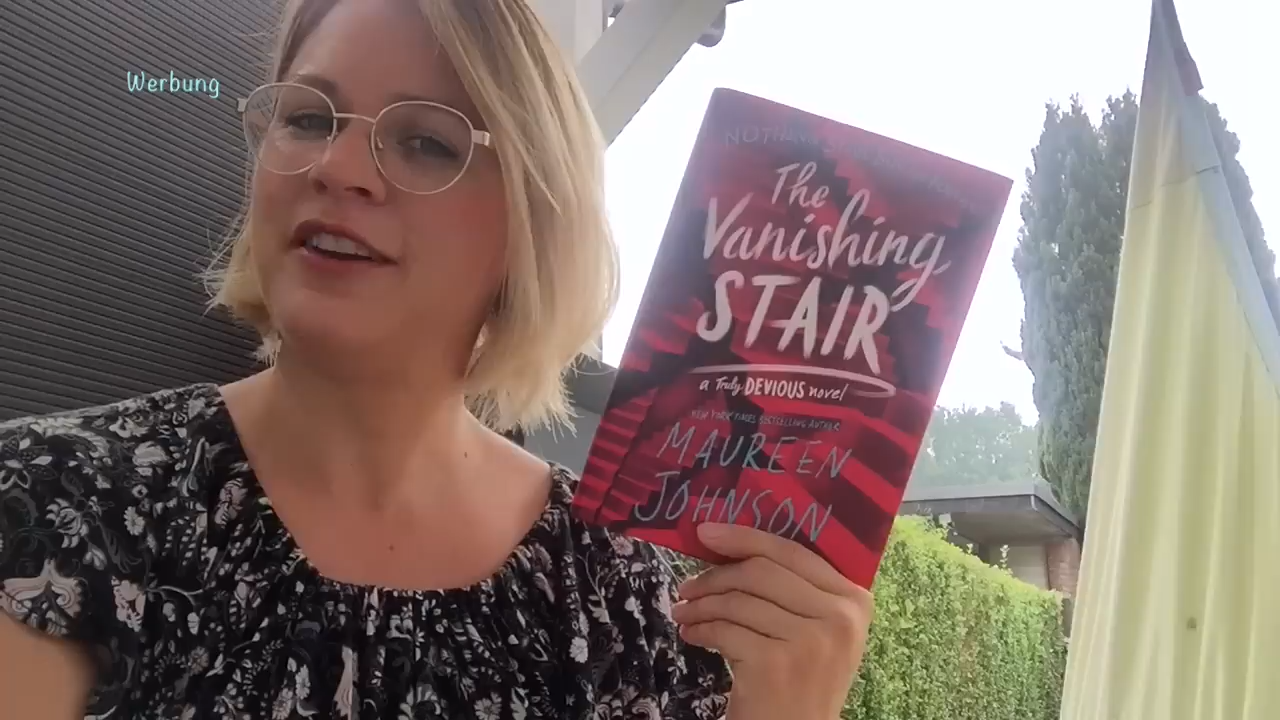 Werbung
The
Vanishing
STAIR
a Truly DEVIOUS novel
NEW YORK TIMES BESTSELLING AUTHOR
MAUREEN
JOHNSON